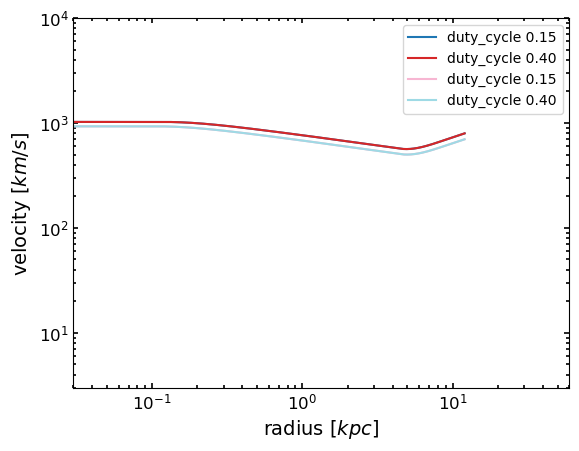 10^4
10^3
10^2
10^1
velocity [km/s]
duty_cycle 0.15
duty_cycle 0.40
duty_cycle 0.15
duty_cycle 0.40
10^-1
10^0
10^1
radius [kpc]